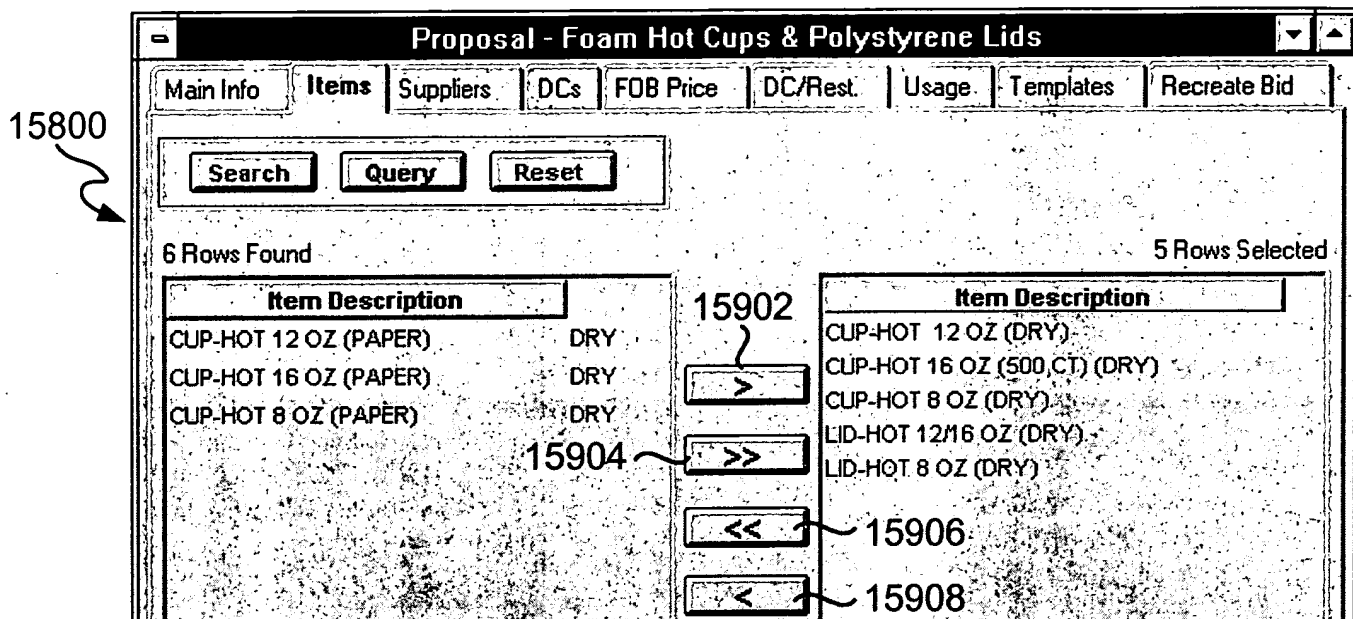 Proposal - Foam Hot Cups & Polystyrene Lids
Main Info Items Suppliers DCs FOB Price DC/Rest. Usage Templates Recreate Bid
15800
Search Query Reset
6 Rows Found
5 Rows Selected
Item Description
CUP-HOT 12 OZ (PAPER) DRY
CUP-HOT 16 OZ (PAPER) DRY
CUP-HOT 8 OZ (PAPER) DRY
15902
>
15904
>>
<<
15906
<
15908
Item Description
CUP-HOT 12 OZ (DRY)
CUP-HOT 16 OZ (500,CT) (DRY)
CUP-HOT 8 OZ (DRY)
LID-HOT 12/16 OZ (DRY)
LID-HOT 8 OZ (DRY)